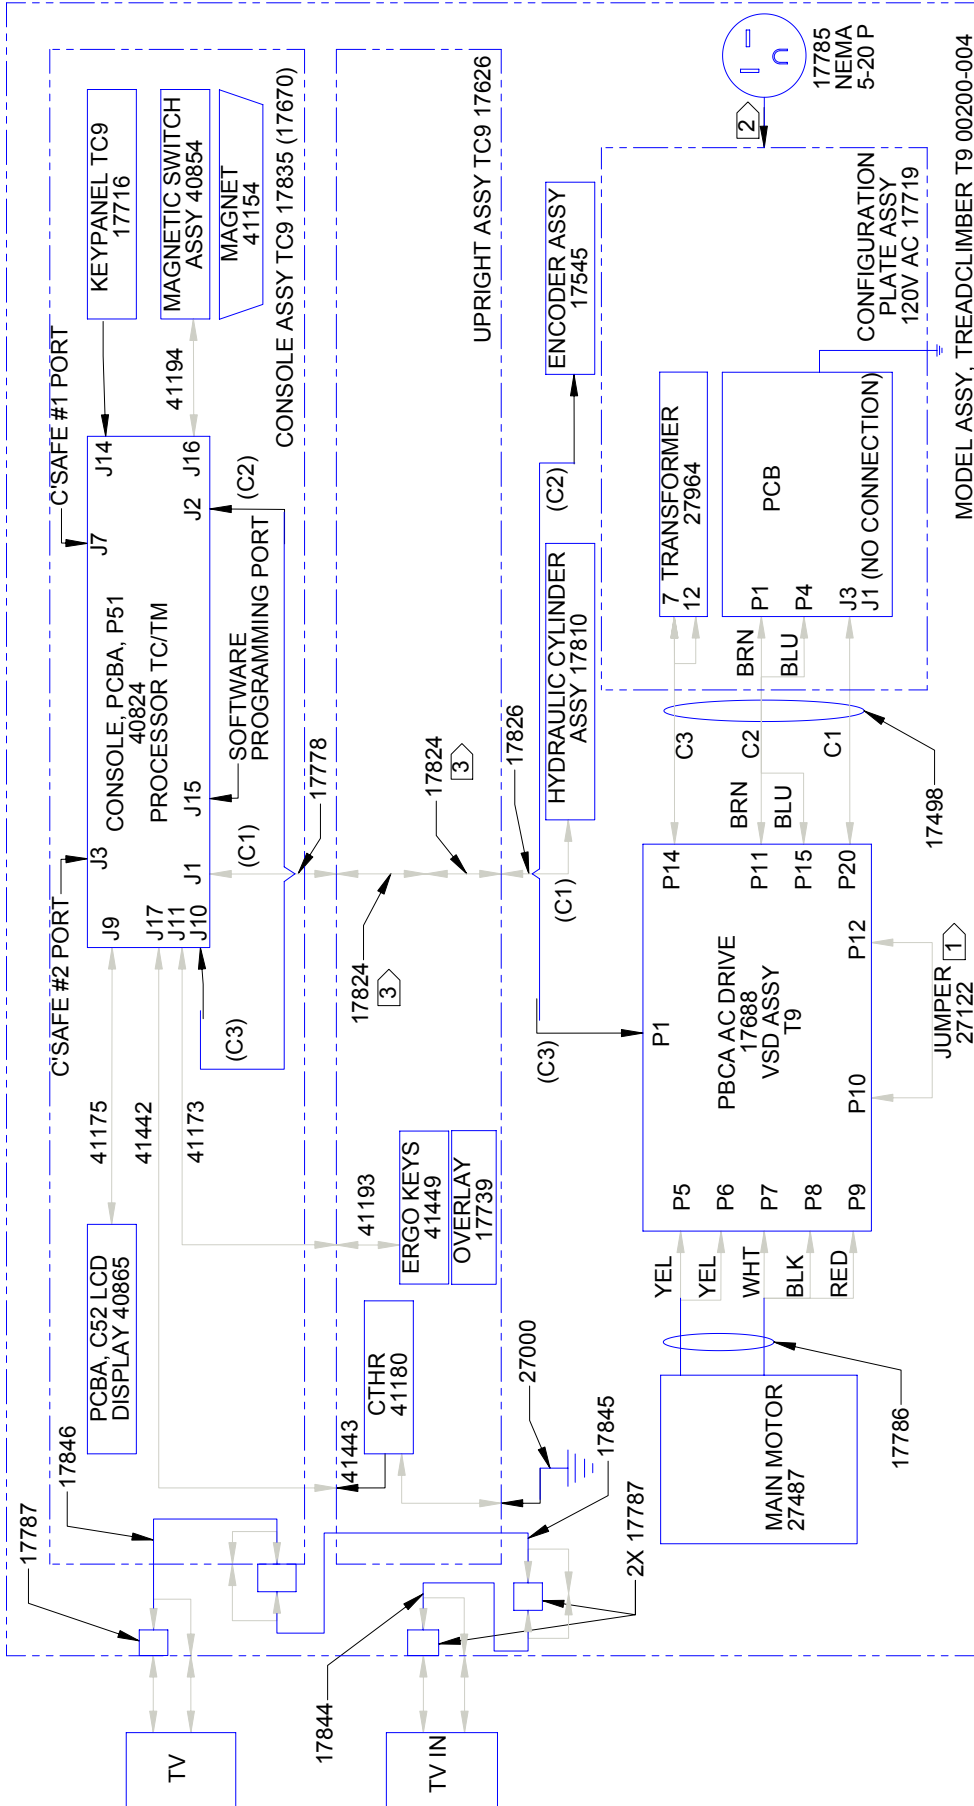 KEYPANEL TC9
17716
MAGNETIC SWITCH
ASSY 40854
MAGNET
41154
CONSOLE ASSY TC9 17835 (17670)
C'SAFE #1 PORT
41194
J14
J16
J7
J2
(C2)
CONSOLE, PCBA, P51
40824
PROCESSOR TC/TM
SOFTWARE
PROGRAMMING PORT
J3
J15
J1
(C1)
17778
J9
J17
J11
J10
C'SAFE #2 PORT
(C3)
41175
41442
41173
PCBA, C52 LCD
DISPLAY 40865
17846
17787
TV
UPRIGHT ASSY TC9 17626
17824
3
17824
3
41193
ERGO KEYS
41449
OVERLAY
17739
CTHR
41180
41443
27000
17845
2X 17787
17844
TV IN
17785
NEMA
5-20 P
2
ENCODER ASSY
17545
(C2)
HYDRAULIC CYLINDER
ASSY 17810
17826
(C1)
(C3)
CONFIGURATION
PLATE ASSY
120V AC 17719
7 TRANSFORMER
12 27964
PCB
P1
P4
J3
J1 (NO CONNECTION)
BRN
BLU
C3
C2
C1
BRN
BLU
17498
P14
P11
P15
P20
P1
PBCA AC DRIVE
17688
VSD ASSY
T9
P12
P10
JUMPER 1
27122
P5
P6
P7
P8
P9
YEL
YEL
WHT
BLK
RED
MAIN MOTOR
27487
17786
MODEL ASSY, TREADCLIMBER T9 00200-004